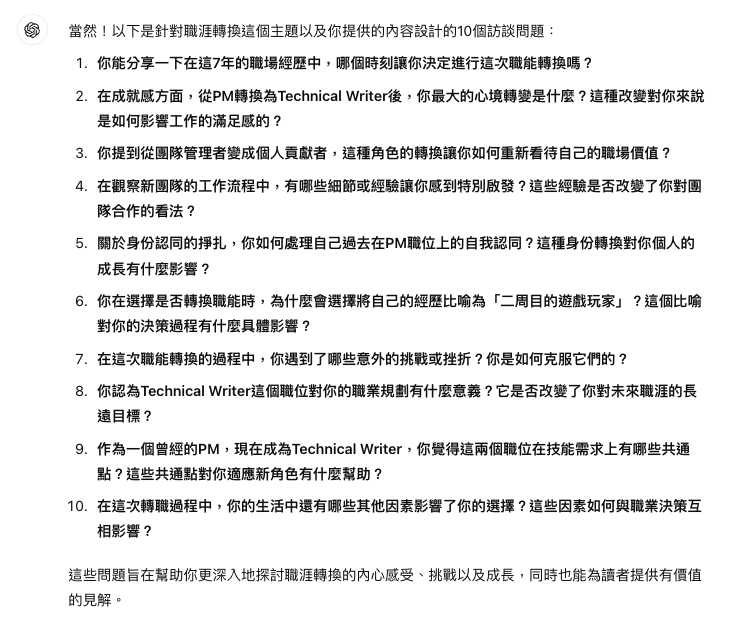 當然！以下是針對職涯轉換這個主題以及你提供的內容設計的10個訪談問題：
1. 你能分享一下在這7年的職場經歷中，哪個時刻讓你決定進行這次職能轉換嗎？
2. 在成就感方面，從PM轉換為Technical Writer後，你最大的心境轉變是什麼？這種改變對你來說
是如何影響工作的滿足感的？
3. 你提到從團隊管理者變成個人貢獻者，這種角色的轉換讓你如何重新看待自己的職場價值？
4. 在觀察新團隊的工作流程中，有哪些細節或經驗讓你感到特別啟發？這些經驗是否改變了你對團
隊合作的看法？
5. 關於身份認同的掙扎，你如何處理自己過去在PM職位上的自我認同？這種身份轉換對你個人的
成長有什麼影響？
6. 你在選擇是否轉換職能時，為什麼會選擇將自己的經歷比喻為「二周目的遊戲玩家」？這個比喻
對你的決策過程有什麼具體影響？
7. 在這次職能轉換的過程中，你遇到了哪些意外的挑戰或挫折？你是如何克服它們的？
8. 你認為Technical Writer這個職位對你的職業規劃有什麼意義？它是否改變了你對未來職涯的長
遠目標？
9. 作為一個曾經的PM，現在成為Technical Writer，你覺得這兩個職位在技能需求上有哪些共通
點？這些共通點對你適應新角色有什麼幫助？
10. 在這次轉職過程中，你的生活中還有哪些其他因素影響了你的選擇？這些因素如何與職業決策互
相影響？
這些問題旨在幫助你更深入地探討職涯轉換的內心感受、挑戰以及成長，同時也能為讀者提供有價值
的見解。